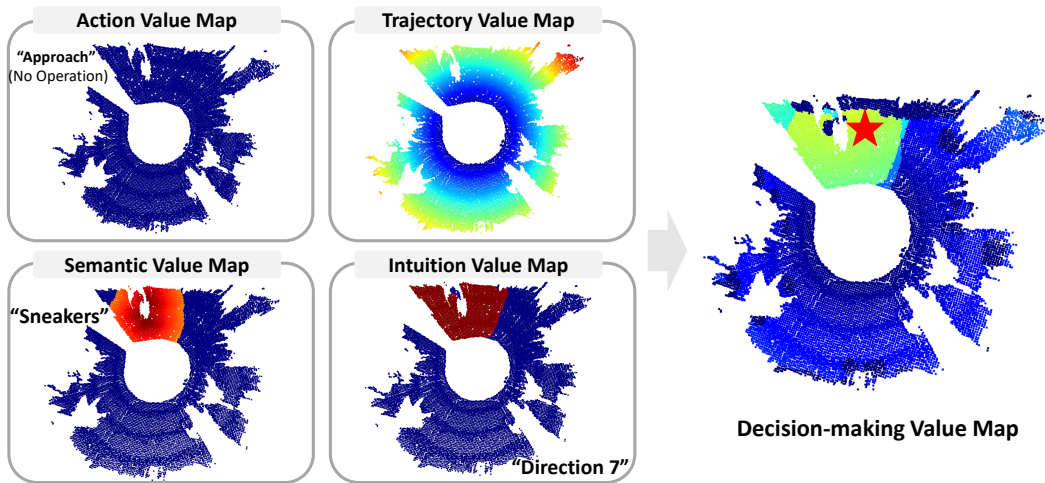 Action Value Map
“Approach”
(No Operation)
Trajectory Value Map
Semantic Value Map
“Sneakers”
Intuition Value Map
“Direction 7”
Decision-making Value Map